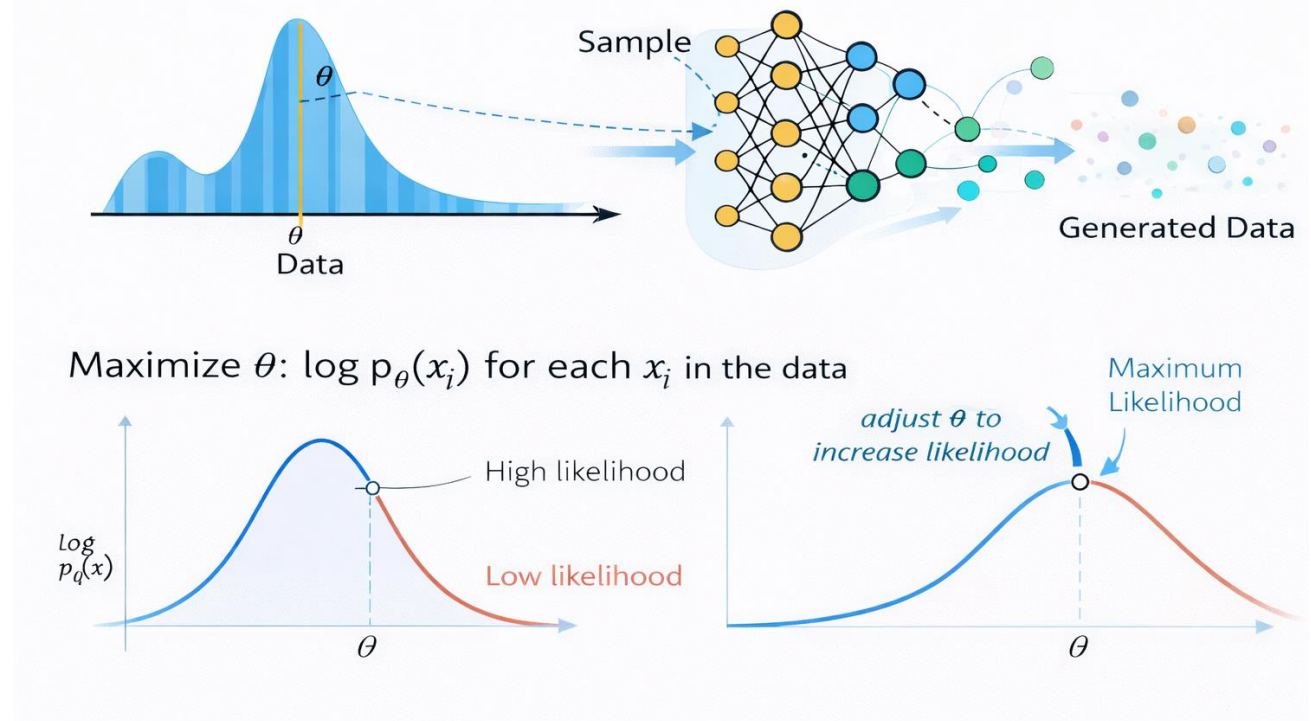 Sample
θ
θ
Data
Generated Data
Maximize θ: log pθ(xi) for each xi in the data
Maximum
Likelihood
adjust θ to
increase likelihood
High likelihood
Log
pq(x)
Low likelihood
θ
θ